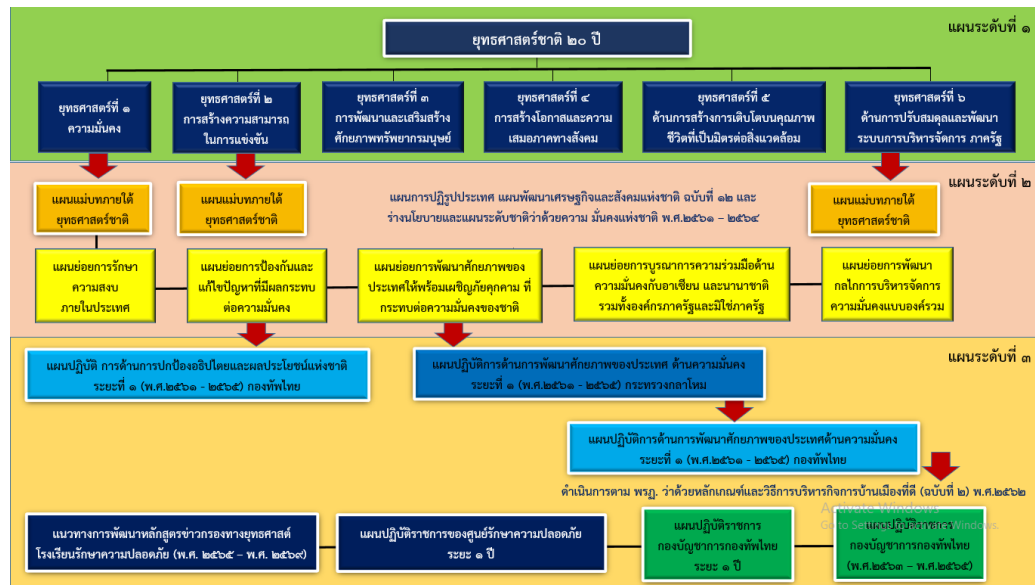 แผนระดับที่ ๑
ยุทธศาสตร์ชาติ ๒๐ ปี
ยุทธศาสตร์ที่ ๑
ความมั่นคง
ยุทธศาสตร์ที่ ๒
การสร้างความสามารถ
ในการแข่งขัน
ยุทธศาสตร์ที่ ๓
การพัฒนาและเสริมสร้าง
ศักยภาพทรัพยากรมนุษย์
ยุทธศาสตร์ที่ ๔
การสร้างโอกาสและความ
เสมอภาคทางสังคม
ยุทธศาสตร์ที่ ๕
ด้านการสร้างการเติบโตบนคุณภาพ
ชีวิตที่เป็นมิตรต่อสิ่งแวดล้อม
ยุทธศาสตร์ที่ ๖
ด้านการปรับสมดุลและพัฒนา
ระบบการบริหารจัดการ ภาครัฐ
แผนระดับที่ ๒
แผนแม่บทภายใต้
ยุทธศาสตร์ชาติ
แผนแม่บทภายใต้
ยุทธศาสตร์ชาติ
แผนการปฏิรูปประเทศ แผนพัฒนาเศรษฐกิจและสังคมแห่งชาติ ฉบับที่ ๑๒ และ
ร่างนโยบายและแผนระดับชาติว่าด้วยความ มั่นคงแห่งชาติ พ.ศ.๒๕๖๑ – ๒๕๖๔
แผนแม่บทภายใต้
ยุทธศาสตร์ชาติ
แผนย่อยการรักษา
ความสงบ
ภายในประเทศ
แผนย่อยการป้องกันและ
แก้ไขปัญหาที่มีผลกระทบ
ต่อความมั่นคง
แผนย่อยการพัฒนาศักยภาพของ
ประเทศให้พร้อมเผชิญภัยคุกคาม ที่
กระทบต่อความมั่นคงของชาติ
แผนย่อยการบูรณาการความร่วมมือด้าน
ความมั่นคงกับอาเซียน และนานาชาติ
รวมทั้งองค์กรภาครัฐและมิใช่ภาครัฐ
แผนย่อยการพัฒนา
กลไกการบริหารจัดการ
ความมั่นคงแบบองค์รวม
แผนระดับที่ ๓
แผนปฏิบัติ การด้านการปกป้องอธิปไตยและผลประโยชน์แห่งชาติ
ระยะที่ ๑ (พ.ศ.๒๕๖๑ - ๒๕๖๕) กองทัพไทย
แผนปฏิบัติการด้านการพัฒนาศักยภาพของประเทศ ด้านความมั่นคง
ระยะที่ ๑ (พ.ศ.๒๕๖๑ - ๒๕๖๕) กระทรวงกลาโหม
แผนปฏิบัติการด้านการพัฒนาศักยภาพของประเทศด้านความมั่นคง
ระยะที่ ๑ (พ.ศ.๒๕๖๑ - ๒๕๖๕) กองทัพไทย
ดำเนินการตาม พรฎ. ว่าด้วยหลักเกณฑ์และวิธีการบริหารกิจการบ้านเมืองที่ดี (ฉบับที่ ๒) พ.ศ.๒๕๖๒
Activate Windows
Go to Settings to activate Windows.
แนวทางการพัฒนาหลักสูตรข่าวกรองทางยุทธศาสต์
โรงเรียนรักษาความปลอดภัย (พ.ศ. ๒๕๖๕ – พ.ศ. ๒๕๖๙)
แผนปฏิบัติราชการของศูนย์รักษาความปลอดภัย
ระยะ ๑ ปี
แผนปฏิบัติราชการ
กองบัญชาการกองทัพไทย
ระยะ ๑ ปี
แผนปฏิบัติราชการ
กองบัญชาการกองทัพไทย
(พ.ศ.๒๕๖๓ – พ.ศ.๒๕๖๕)